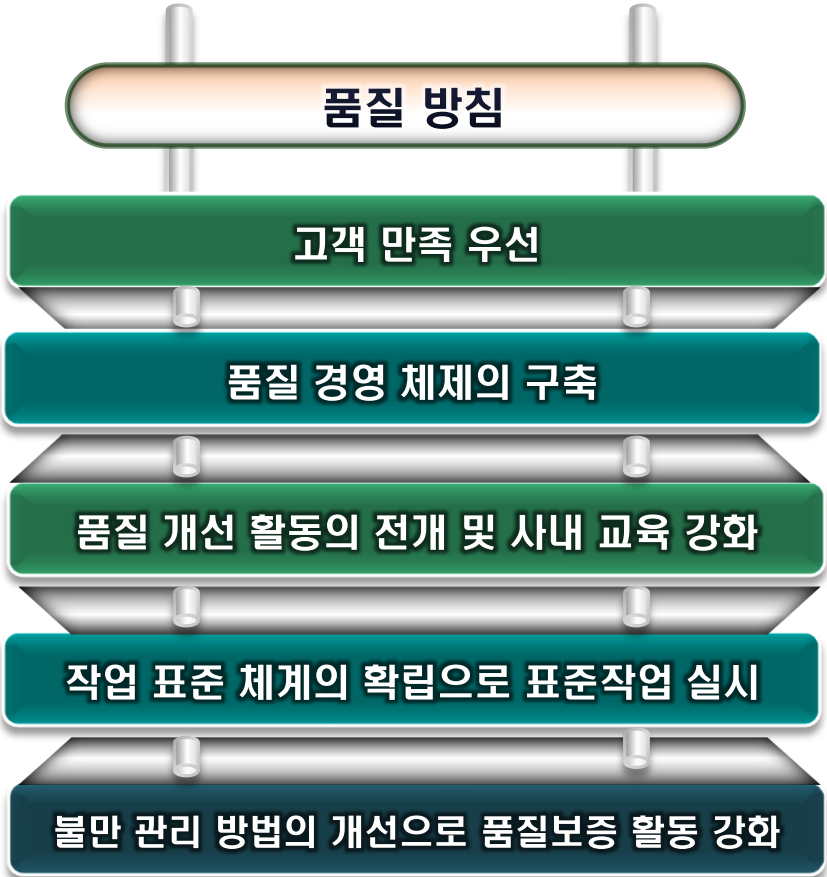 품질 방침
고객 만족 우선
품질 경영 체제의 구축
품질 개선 활동의 전개 및 사내 교육 강화
작업 표준 체계의 확립으로 표준작업 실시
불만 관리 방법의 개선으로 품질보증 활동 강화